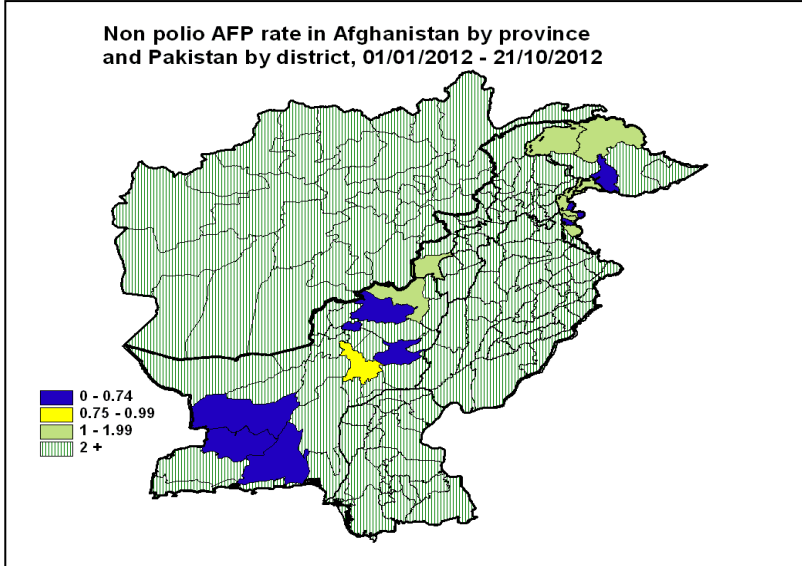 Non polio AFP rate in Afghanistan by province
and Pakistan by district, 01/01/2012 - 21/10/2012
0 - 0.74
0.75 - 0.99
1 - 1.99
2 +